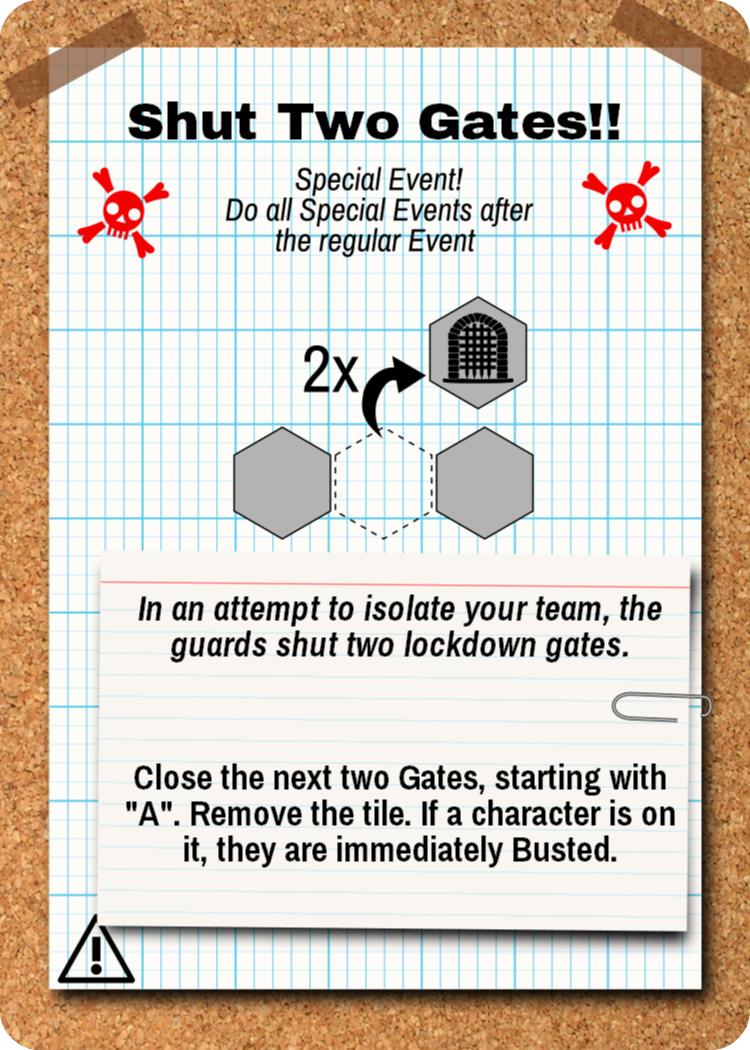 Shut Two Gates!!
Special Event!
Do all Special Events after
the regular Event
2x
In an attempt to isolate your team, the
guards shut two lockdown gates.
Close the next two Gates, starting with
"A". Remove the tile. If a character is on
it, they are immediately Busted.